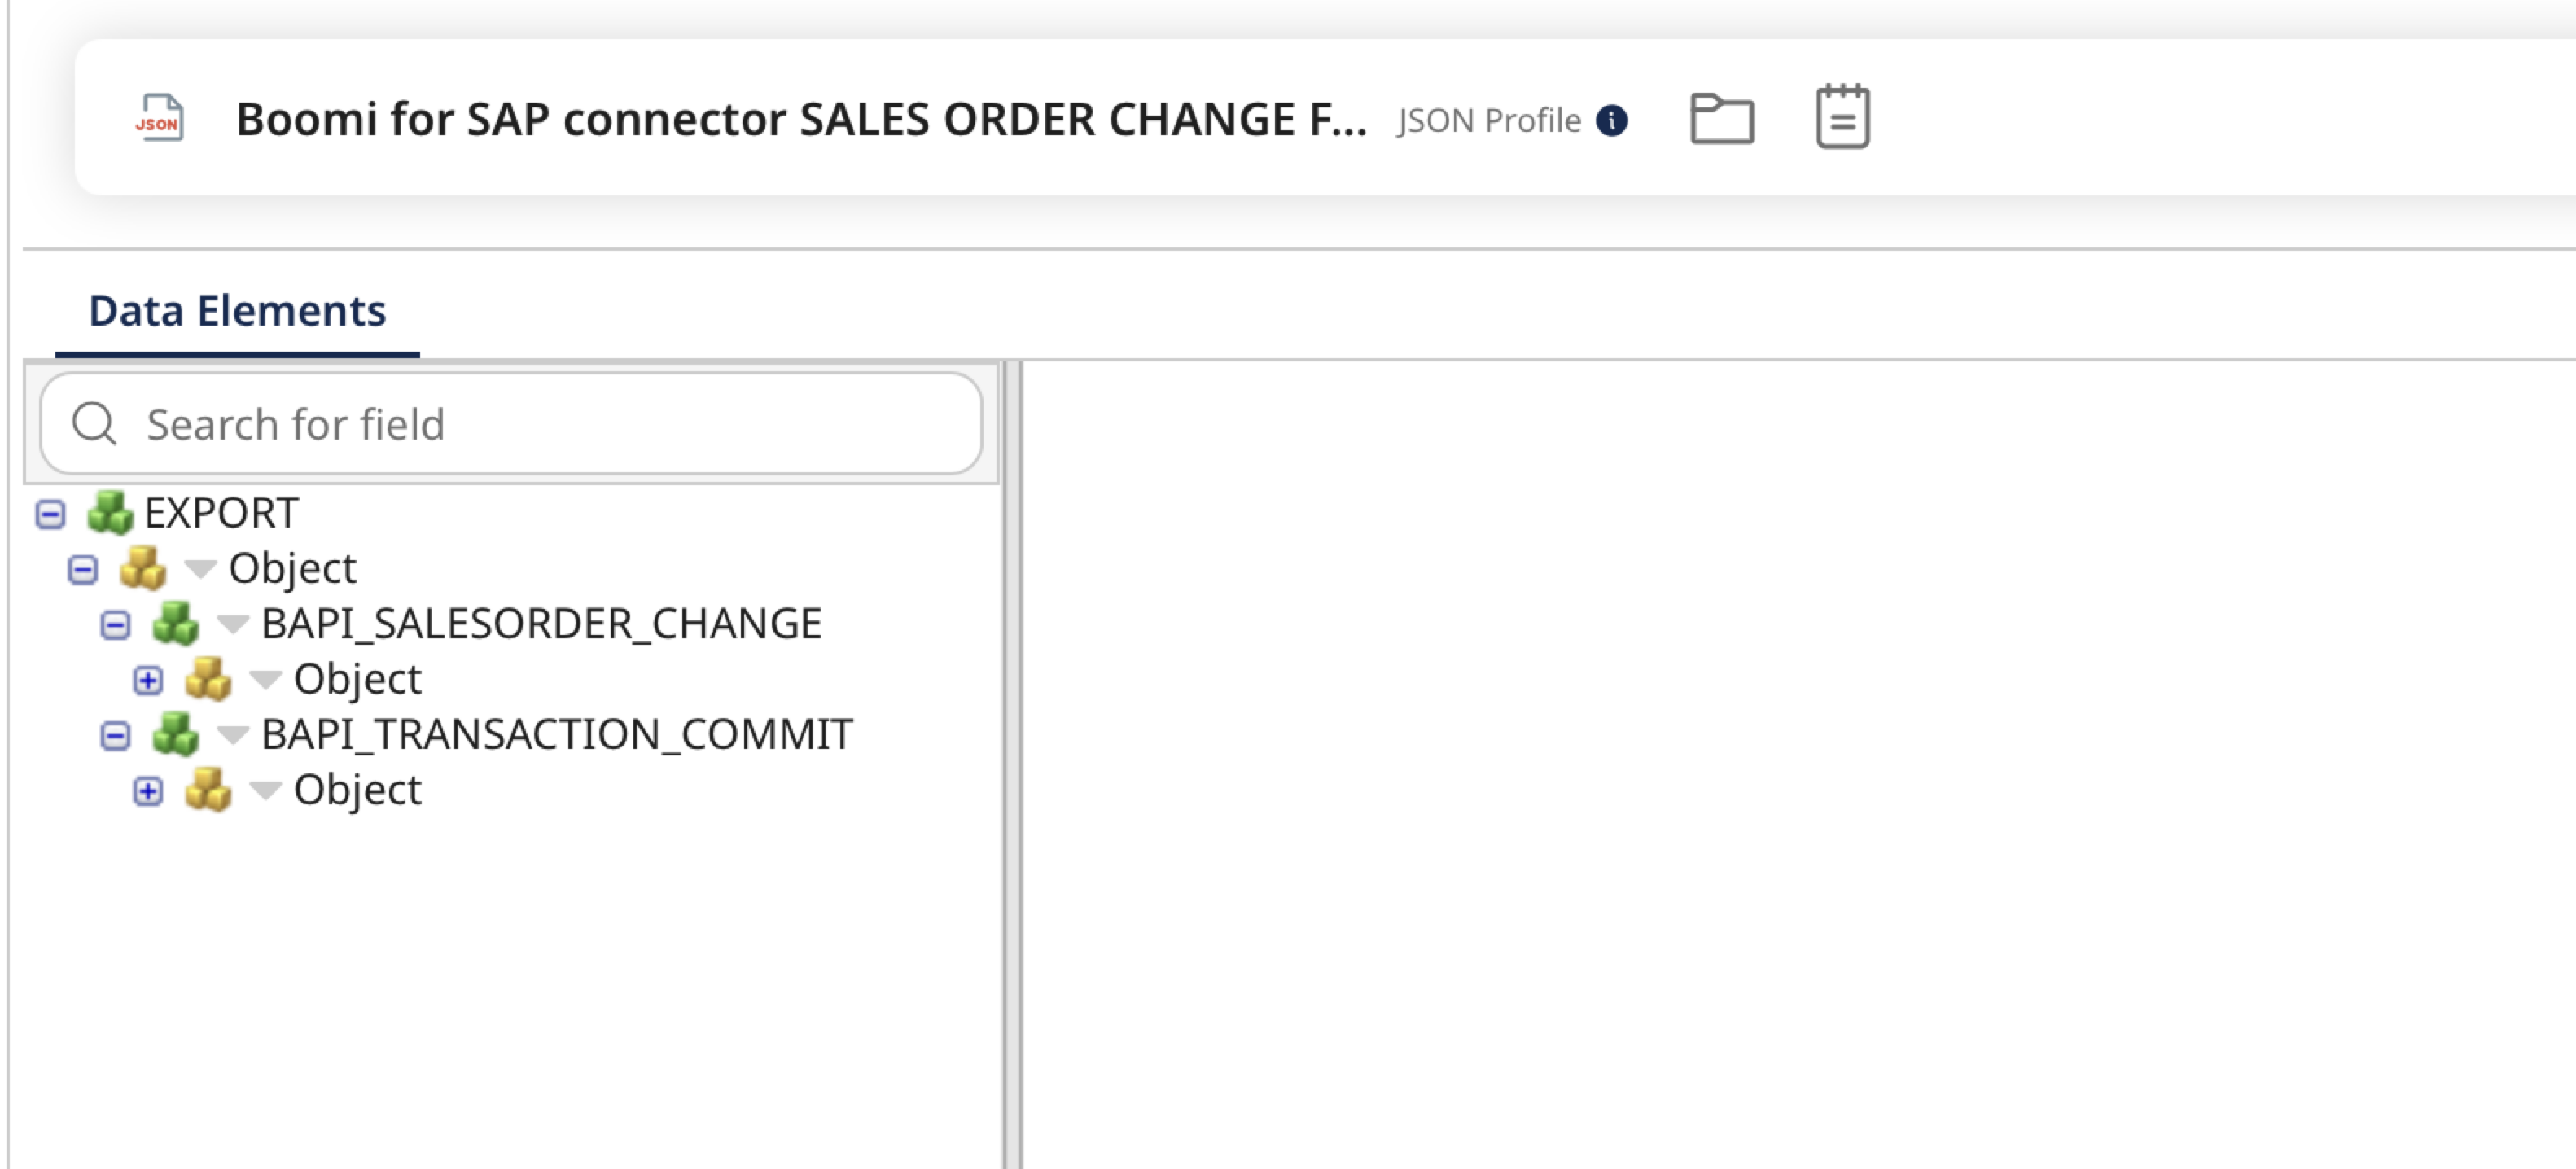 JSON Boomi for SAP connector SALES ORDER CHANGE F... JSON Profile i
Data Elements
Search for field
EXPORT
Object
BAPI_SALESORDER_CHANGE
Object
BAPI_TRANSACTION_COMMIT
Object